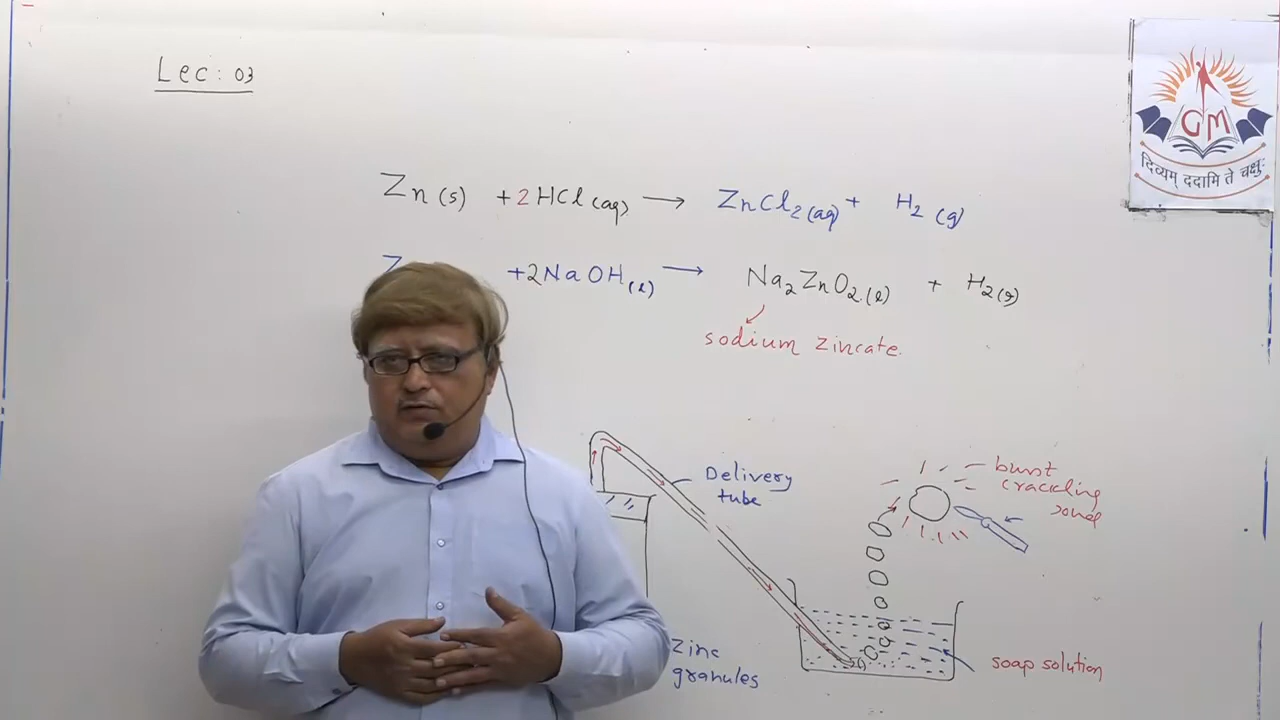 Lec: 03
GM
दिव्यम् ददामि ते चक्षुः
Zn(s) + 2HCl(aq) → ZnCl2(aq) + H2(g)
+2NaOH(l) → Na2ZnO2(l) + H2(g)
sodium zincate.
Delivery
tube
burst
crackling
Zinc
granules
soap solution